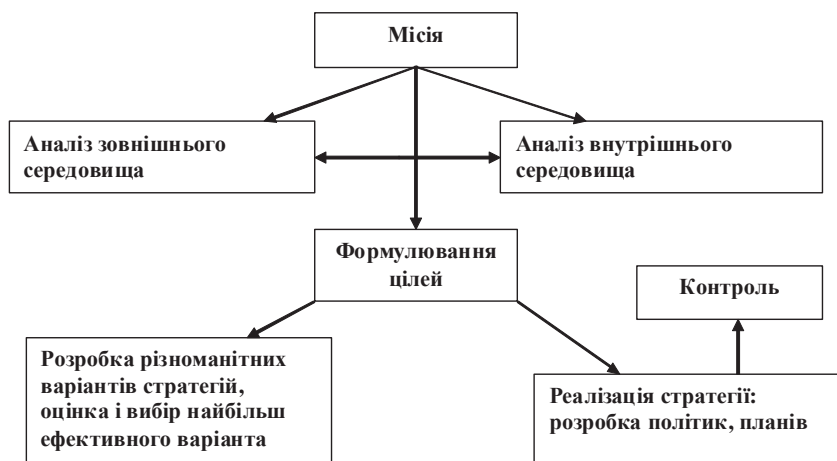 Місія
Аналіз зовнішнього
середовища
Аналіз внутрішнього
середовища
Формулювання
цілей
Контроль
Розробка різноманітних
варіантів стратегій,
оцінка і вибір найбільш
ефективного варіанта
Реалізація стратегії:
розробка політик, планів